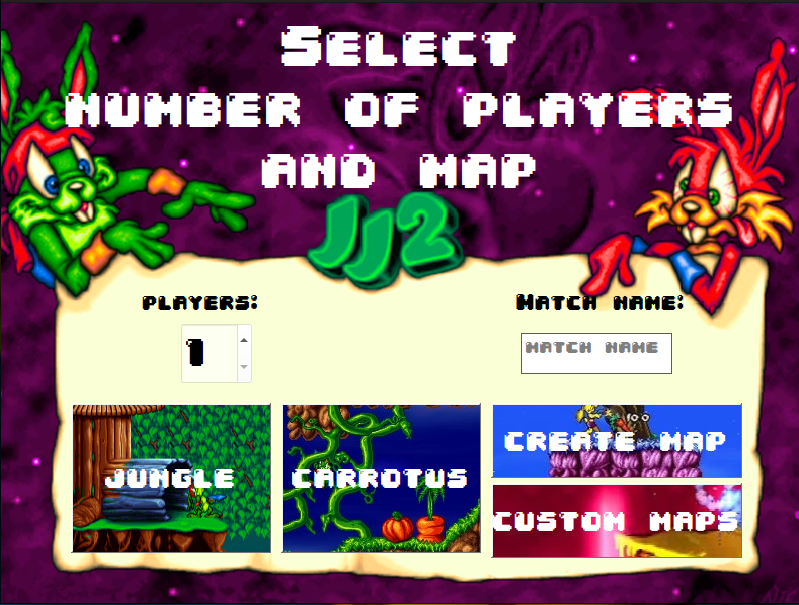 Select
number of players
and map
JJ2
players:
Match name:
1
match name
jungle
carrotus
create map
custom maps